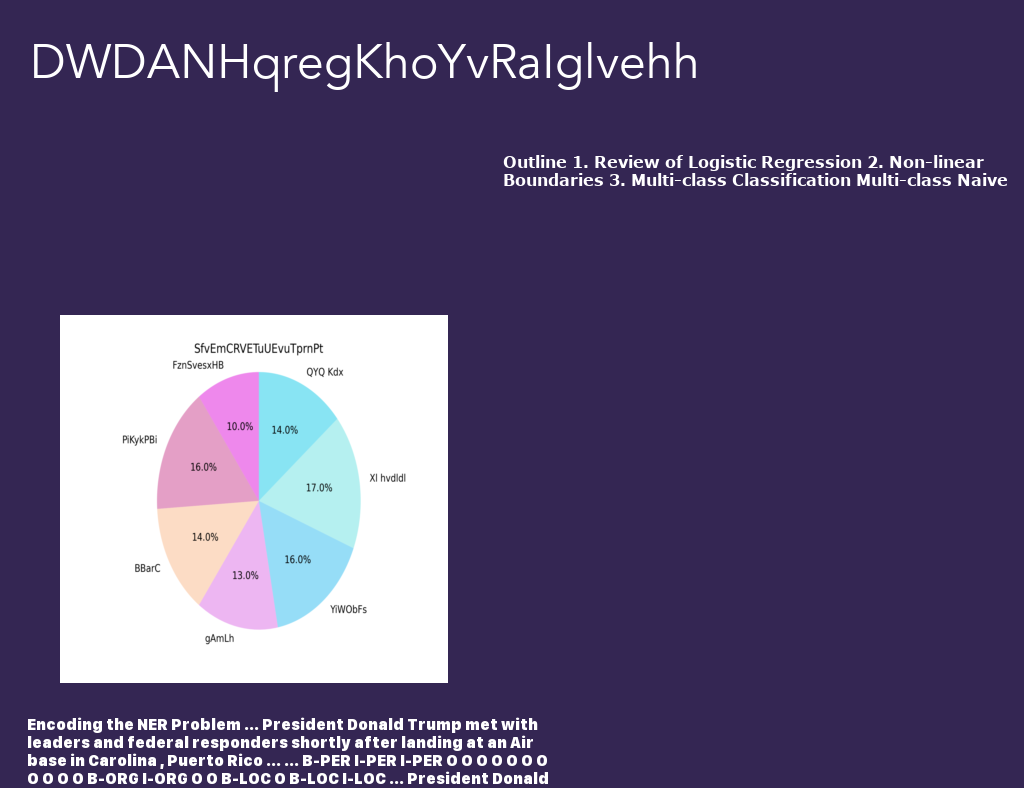 DWDANHqregKhoYvRaIglvehh
Outline 1. Review of Logistic Regression 2. Non-linear
Boundaries 3. Multi-class Classification Multi-class Naive
SfvEmCRVETuUEvuTprnPt
FznSvesxHB
QYQ Kdx
10.0%
14.0%
PiKykPBi
16.0%
Xl hvdldl
17.0%
14.0%
16.0%
BBarC
13.0%
YiWObFs
gAmLh
Encoding the NER Problem ... President Donald Trump met with
leaders and federal responders shortly after landing at an Air
base in Carolina , Puerto Rico ... ... B-PER I-PER I-PER O O O O O O O
O O O O B-ORG I-ORG O O B-LOC O B-LOC I-LOC ... President Donald